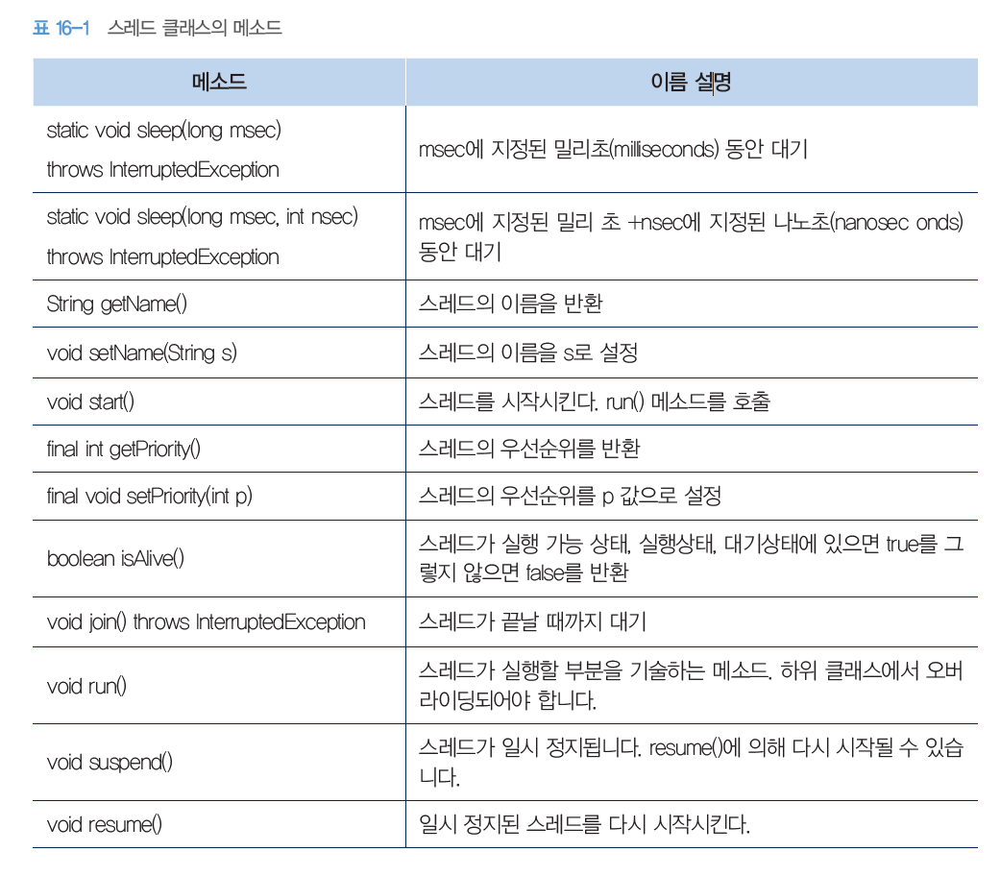 표 16-1 스레드 클래스의 메소드
메소드
이름 설명
static void sleep(long msec)
throws InterruptedException
msec에 지정된 밀리초(milliseconds) 동안 대기
static void sleep(long msec, int nsec)
throws InterruptedException
msec에 지정된 밀리 초 +nsec에 지정된 나노초(nanosec onds)
동안 대기
String getName()
스레드의 이름을 반환
void setName(String s)
스레드의 이름을 s로 설정
void start()
스레드를 시작시킨다. run() 메소드를 호출
final int getPriority()
스레드의 우선순위를 반환
final void setPriority(int p)
스레드의 우선순위를 p 값으로 설정
boolean isAlive()
스레드가 실행 가능 상태, 실행상태, 대기상태에 있으면 true를 그
렇지 않으면 false를 반환
void join() throws InterruptedException
스레드가 끝날 때까지 대기
void run()
스레드가 실행할 부분을 기술하는 메소드. 하위 클래스에서 오버
라이딩되어야 합니다.
void suspend()
스레드가 일시 정지됩니다. resume()에 의해 다시 시작될 수 있습
니다.
void resume()
일시 정지된 스레드를 다시 시작시킨다.